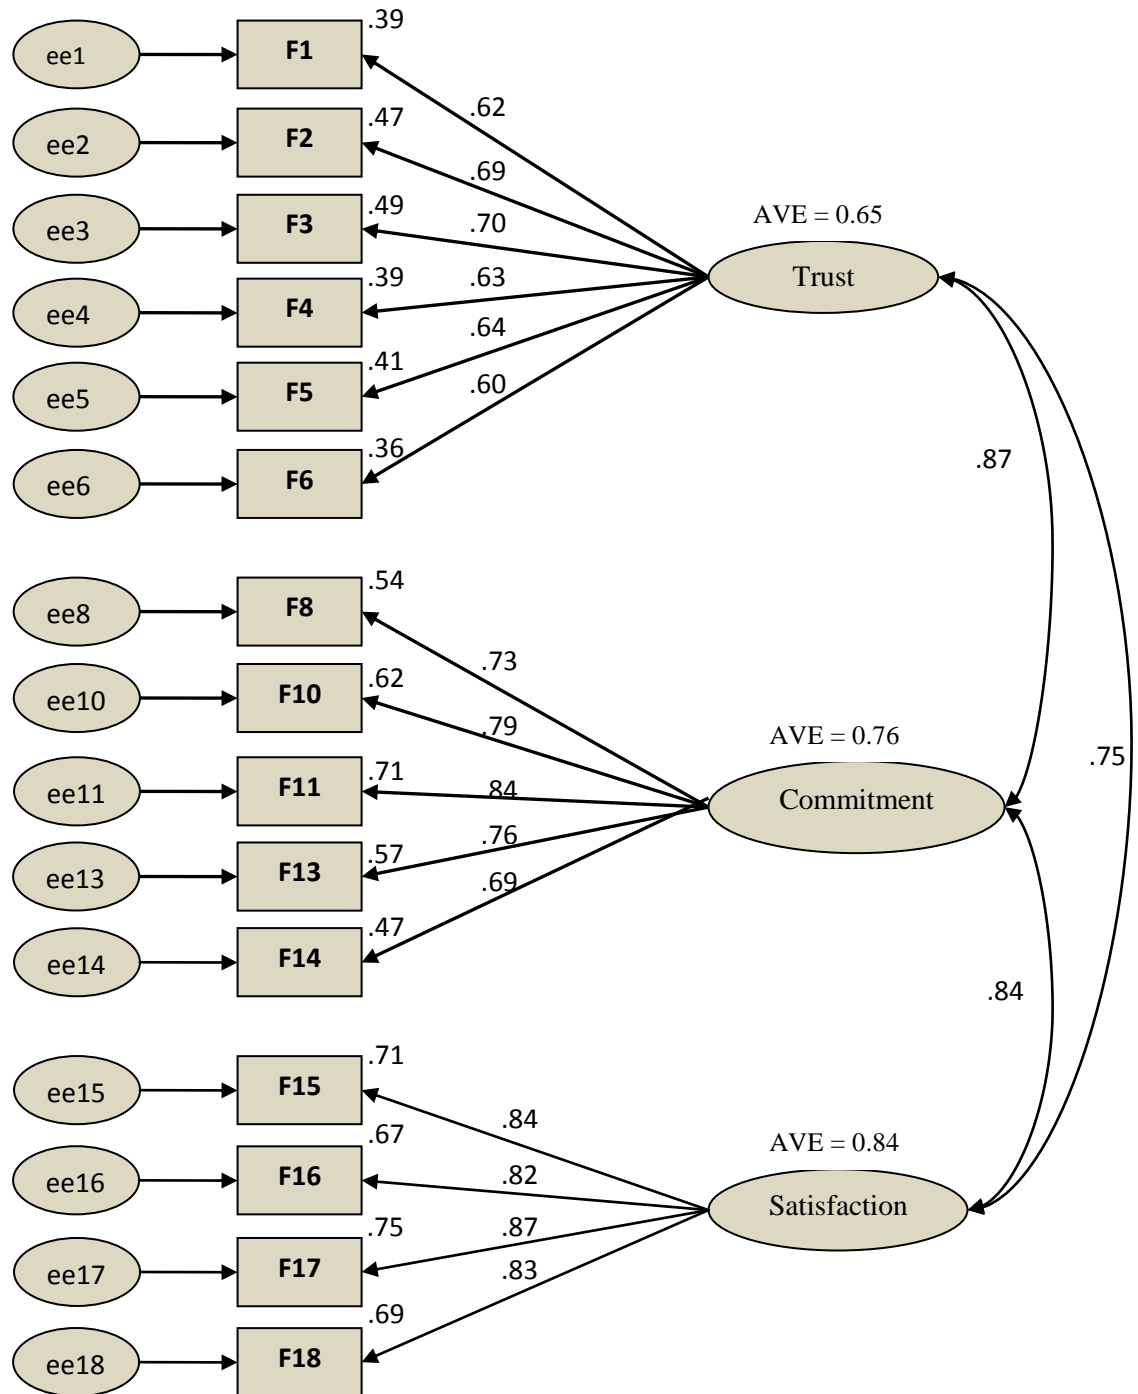 .39
ee1
F1
.62
.47
ee2
F2
.69
.49
ee3
F3
.70
AVE = 0.65
Trust
.39
ee4
F4
.63
.64
.41
ee5
F5
.60
.36
ee6
F6
.87
.54
ee8
F8
.73
.62
ee10
F10
.79
AVE = 0.76
.75
.71
ee11
F11
.84
Commitment
.76
.57
ee13
F13
.69
.47
ee14
F14
.84
.71
ee15
F15
.84
.67
AVE = 0.84
ee16
F16
.82
Satisfaction
.75
.87
ee17
F17
.83
.69
ee18
F18